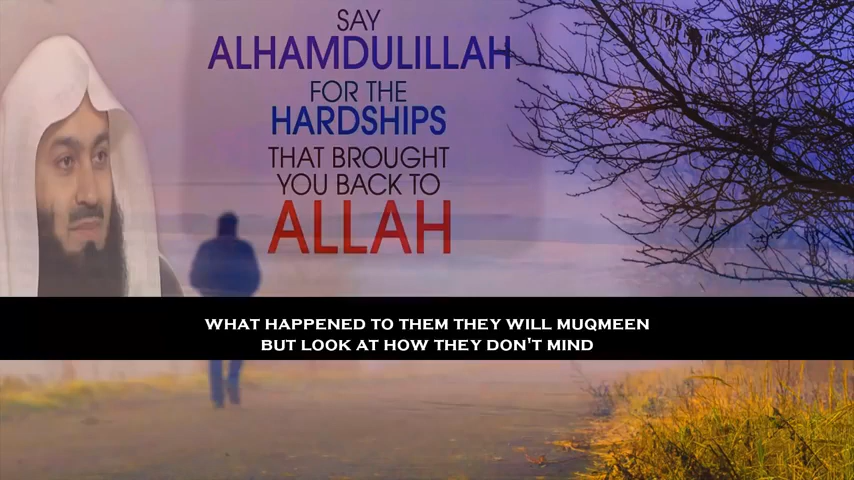 SAY
ALHAMDULILLAH
FOR THE
HARDSHIPS
THAT BROUGHT
YOU BACK TO
ALLAH
WHAT HAPPENED TO THEM THEY WILL MUQMEEN
BUT LOOK AT HOW THEY DON'T MIND